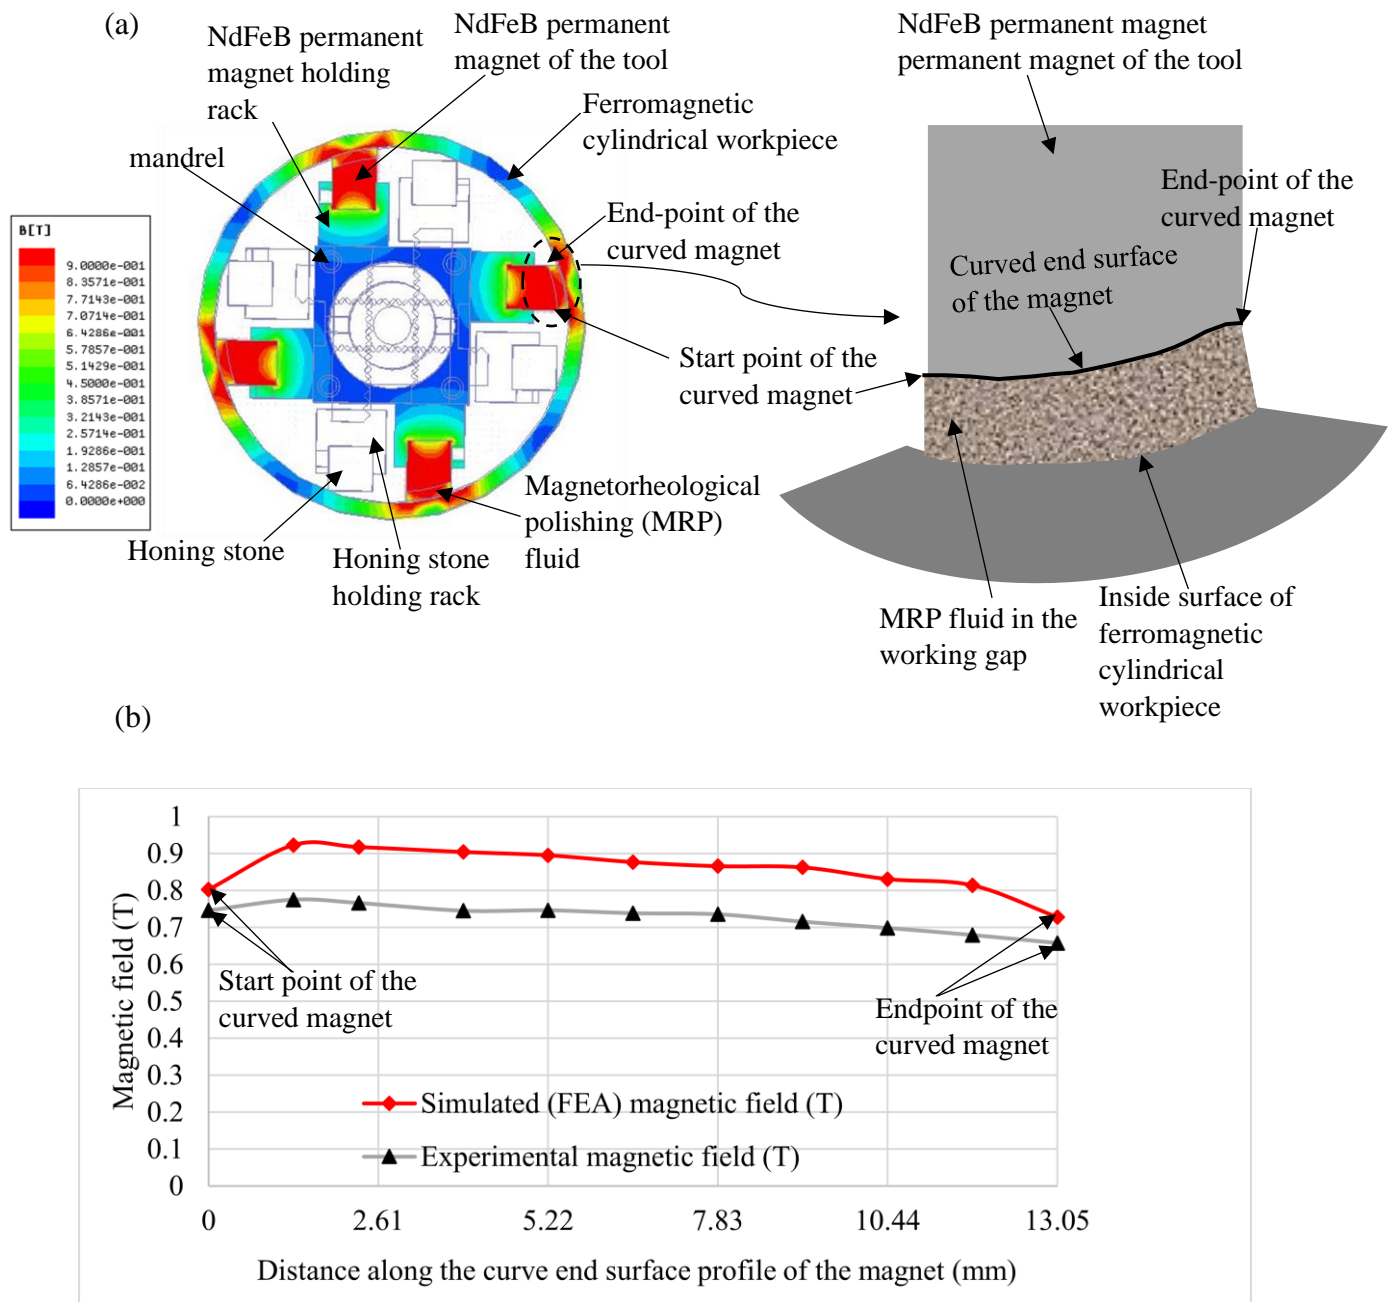 (a)
NdFeB permanent
magnet holding
rack
NdFeB permanent
magnet of the tool
Ferromagnetic
cylindrical workpiece
mandrel
End-point of the
curved magnet
Start point of the
curved magnet
Magnetorheological
polishing (MRP)
fluid
Honing stone
Honing stone
holding rack
B[T]
9.0000e-001
8.3571e-001
7.7143e-001
7.0714e-001
6.4286e-001
5.7857e-001
5.1429e-001
4.5000e-001
3.8571e-001
3.2143e-001
2.5714e-001
1.9286e-001
1.2857e-001
6.4286e-002
0.0000e+000
NdFeB permanent magnet
permanent magnet of the tool
End-point of the
curved magnet
Curved end surface
of the magnet
MRP fluid in the
working gap
Inside surface of
ferromagnetic
cylindrical
workpiece
(b)
Magnetic field (T)
1
0.9
0.8
0.7
0.6
0.5
0.4
0.3
0.2
0.1
0
Start point of the
curved magnet
Endpoint of the
curved magnet
Simulated (FEA) magnetic field (T)
Experimental magnetic field (T)
0
2.61
5.22
7.83
10.44
13.05
Distance along the curve end surface profile of the magnet (mm)